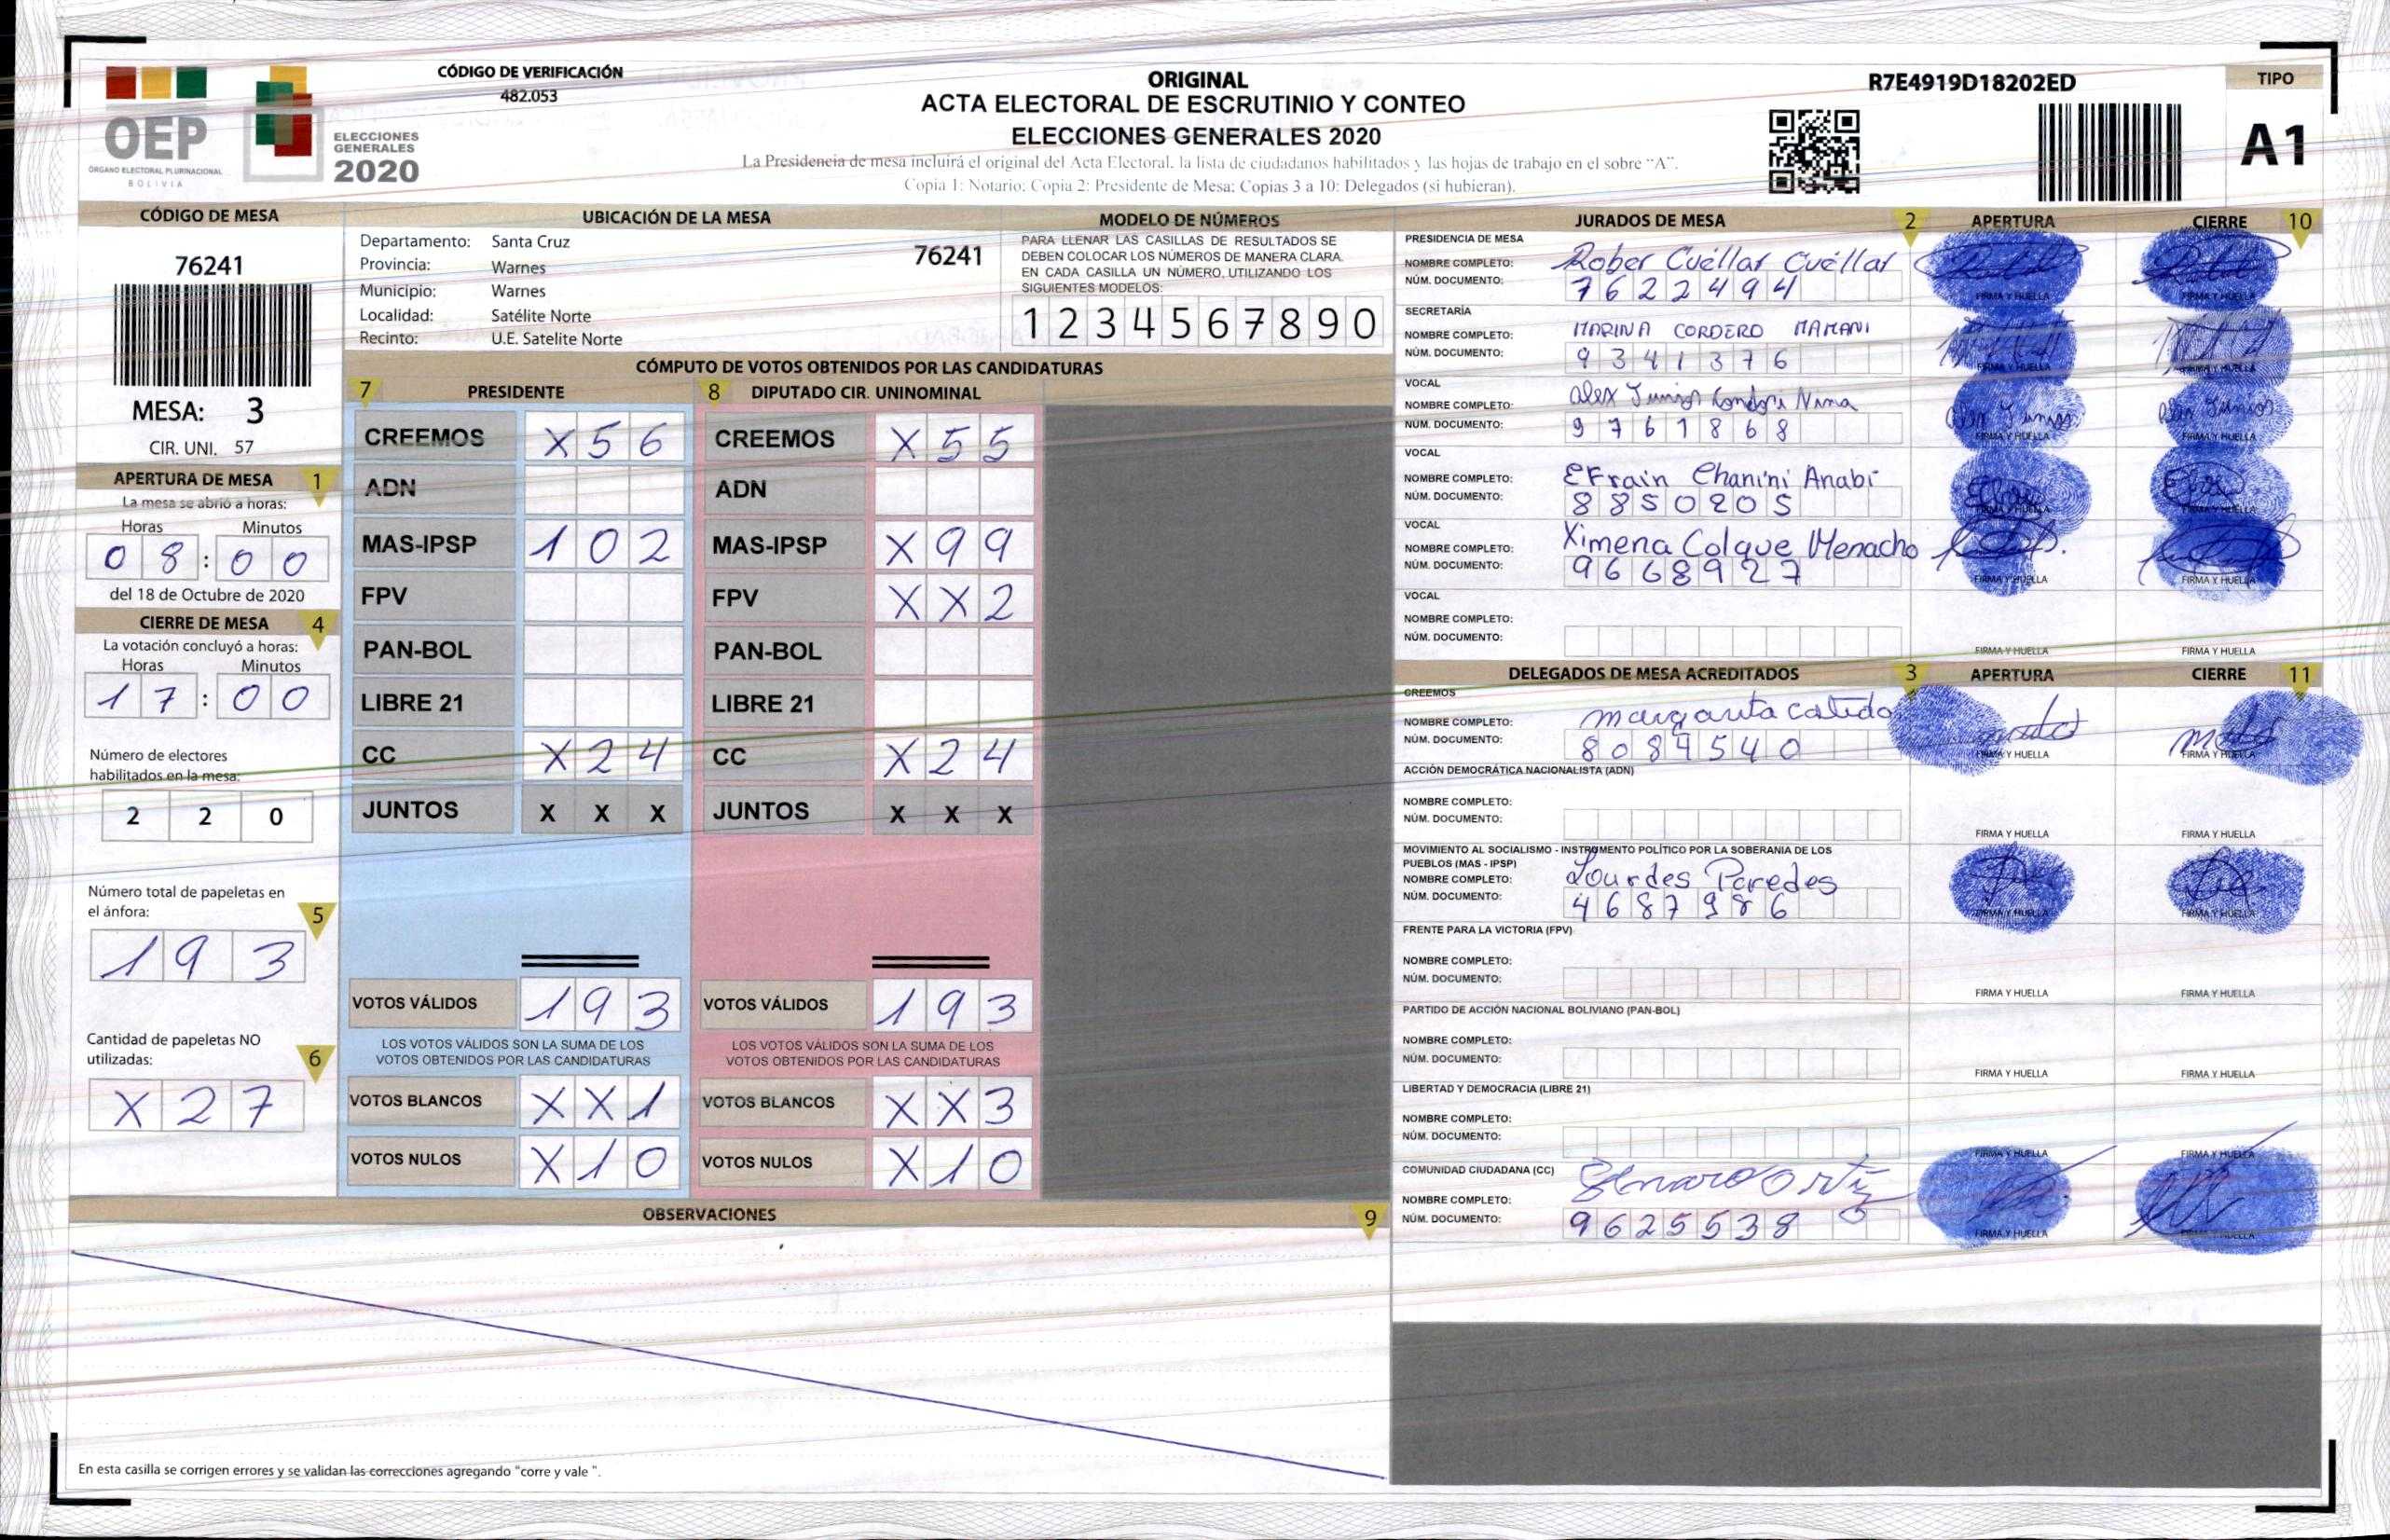 OEP
ÓRGANO ELECTORAL PLURINACIONAL
BOLIVIA
ELECCIONES
GENERALES
2020
CÓDIGO DE VERIFICACIÓN
482.053
ORIGINAL
ACTA ELECTORAL DE ESCRUTINIO Y CONTEO
ELECCIONES GENERALES 2020
La Presidencia de mesa incluirá el original del Acta Electoral, la lista de ciudadanos habilitados y las hojas de trabajo en el sobre "A".
Copia 1: Notario; Copia 2: Presidente de Mesa; Copias 3 a 10: Delegados (si hubieran).
R7E4919D18202ED
TIPO
A1
CÓDIGO DE MESA
76241
MESA: 3
CIR. UNI. 57
APERTURA DE MESA 1
La mesa se abrió a horas:
Horas Minutos
0 8 : 0 0
del 18 de Octubre de 2020
CIERRE DE MESA 4
La votación concluyó a horas:
Horas Minutos
1 7 : 0 0
Número de electores
habilitados en la mesa:
2 2 0
Número total de papeletas en
el ánfora: 5
1 9 3
Cantidad de papeletas NO
utilizadas: 6
X 2 7
UBICACIÓN DE LA MESA
Departamento: Santa Cruz 76241
Provincia: Warnes
Municipio: Warnes
Localidad: Satélite Norte
Recinto: U.E. Satelite Norte
MODELO DE NÚMEROS
PARA LLENAR LAS CASILLAS DE RESULTADOS SE
DEBEN COLOCAR LOS NÚMEROS DE MANERA CLARA.
EN CADA CASILLA UN NÚMERO, UTILIZANDO LOS
SIGUIENTES MODELOS:
1 2 3 4 5 6 7 8 9 0
CÓMPUTO DE VOTOS OBTENIDOS POR LAS CANDIDATURAS
7 PRESIDENTE
CREEMOS X 5 6
ADN
MAS-IPSP 1 0 2
FPV
PAN-BOL
LIBRE 21
CC X 2 4
JUNTOS X X X
VOTOS VÁLIDOS 1 9 3
LOS VOTOS VÁLIDOS SON LA SUMA DE LOS
VOTOS OBTENIDOS POR LAS CANDIDATURAS
VOTOS BLANCOS X X 1
VOTOS NULOS X 1 0
8 DIPUTADO CIR. UNINOMINAL
CREEMOS X 5 5
ADN
MAS-IPSP X 9 9
FPV X X 2
PAN-BOL
LIBRE 21
CC X 2 4
JUNTOS X X X
VOTOS VÁLIDOS 1 9 3
LOS VOTOS VÁLIDOS SON LA SUMA DE LOS
VOTOS OBTENIDOS POR LAS CANDIDATURAS
VOTOS BLANCOS X X 3
VOTOS NULOS X 1 0
OBSERVACIONES 9
En esta casilla se corrigen errores y se validan las correcciones agregando "corre y vale ".
JURADOS DE MESA 2 APERTURA CIERRE 10
PRESIDENCIA DE MESA
NOMBRE COMPLETO: Rober Cuéllar Cuéllar
NÚM. DOCUMENTO: 7622494
FIRMA Y HUELLA FIRMA Y HUELLA
SECRETARÍA
NOMBRE COMPLETO: MARINA CORDERO MAMANI
NÚM. DOCUMENTO: 9341376
FIRMA Y HUELLA FIRMA Y HUELLA
VOCAL
NOMBRE COMPLETO: Alex Junior Condori Nina
NÚM. DOCUMENTO: 9761868
Alex Junior Alex Junior
FIRMA Y HUELLA FIRMA Y HUELLA
VOCAL
NOMBRE COMPLETO: EFrain Chanini Anabi
NÚM. DOCUMENTO: 8850205
FIRMA Y HUELLA FIRMA Y HUELLA
VOCAL
NOMBRE COMPLETO: Ximena Colque Menacho
NÚM. DOCUMENTO: 9668927
FIRMA Y HUELLA FIRMA Y HUELLA
VOCAL
NOMBRE COMPLETO:
NÚM. DOCUMENTO:
FIRMA Y HUELLA FIRMA Y HUELLA
DELEGADOS DE MESA ACREDITADOS 3 APERTURA CIERRE 11
CREEMOS
NOMBRE COMPLETO: margarita
NÚM. DOCUMENTO: 8089540
FIRMA Y HUELLA FIRMA Y HUELLA
ACCIÓN DEMOCRÁTICA NACIONALISTA (ADN)
NOMBRE COMPLETO:
NÚM. DOCUMENTO:
FIRMA Y HUELLA FIRMA Y HUELLA
MOVIMIENTO AL SOCIALISMO - INSTRUMENTO POLÍTICO POR LA SOBERANIA DE LOS
PUEBLOS (MAS - IPSP)
NOMBRE COMPLETO: Lourdes Paredes
NÚM. DOCUMENTO: 4687986
FIRMA Y HUELLA FIRMA Y HUELLA
FRENTE PARA LA VICTORIA (FPV)
NOMBRE COMPLETO:
NÚM. DOCUMENTO:
FIRMA Y HUELLA FIRMA Y HUELLA
PARTIDO DE ACCIÓN NACIONAL BOLIVIANO (PAN-BOL)
NOMBRE COMPLETO:
NÚM. DOCUMENTO:
FIRMA Y HUELLA FIRMA Y HUELLA
LIBERTAD Y DEMOCRACIA (LIBRE 21)
NOMBRE COMPLETO:
NÚM. DOCUMENTO:
FIRMA Y HUELLA FIRMA Y HUELLA
COMUNIDAD CIUDADANA (CC)
NOMBRE COMPLETO: Genaro Ortiz
NÚM. DOCUMENTO: 9625538
FIRMA Y HUELLA FIRMA Y HUELLA